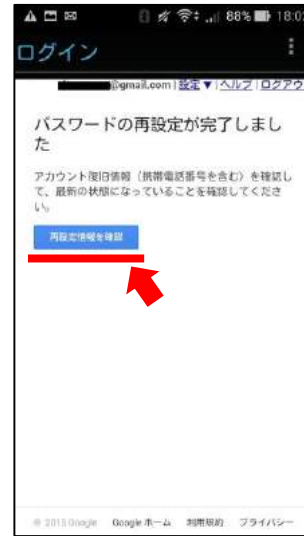 88% 18:02
ログイン
@gmail.com | 設定 ▼ | ヘルプ | ログアウ
パスワードの再設定が完了しまし
た
アカウント復旧情報（携帯電話番号を含む）を確認し
て、最新の状態になっていることを確認してくださ
い。
再設定情報を確認
© 2015 Google Google ホーム 利用規約 プライバシー